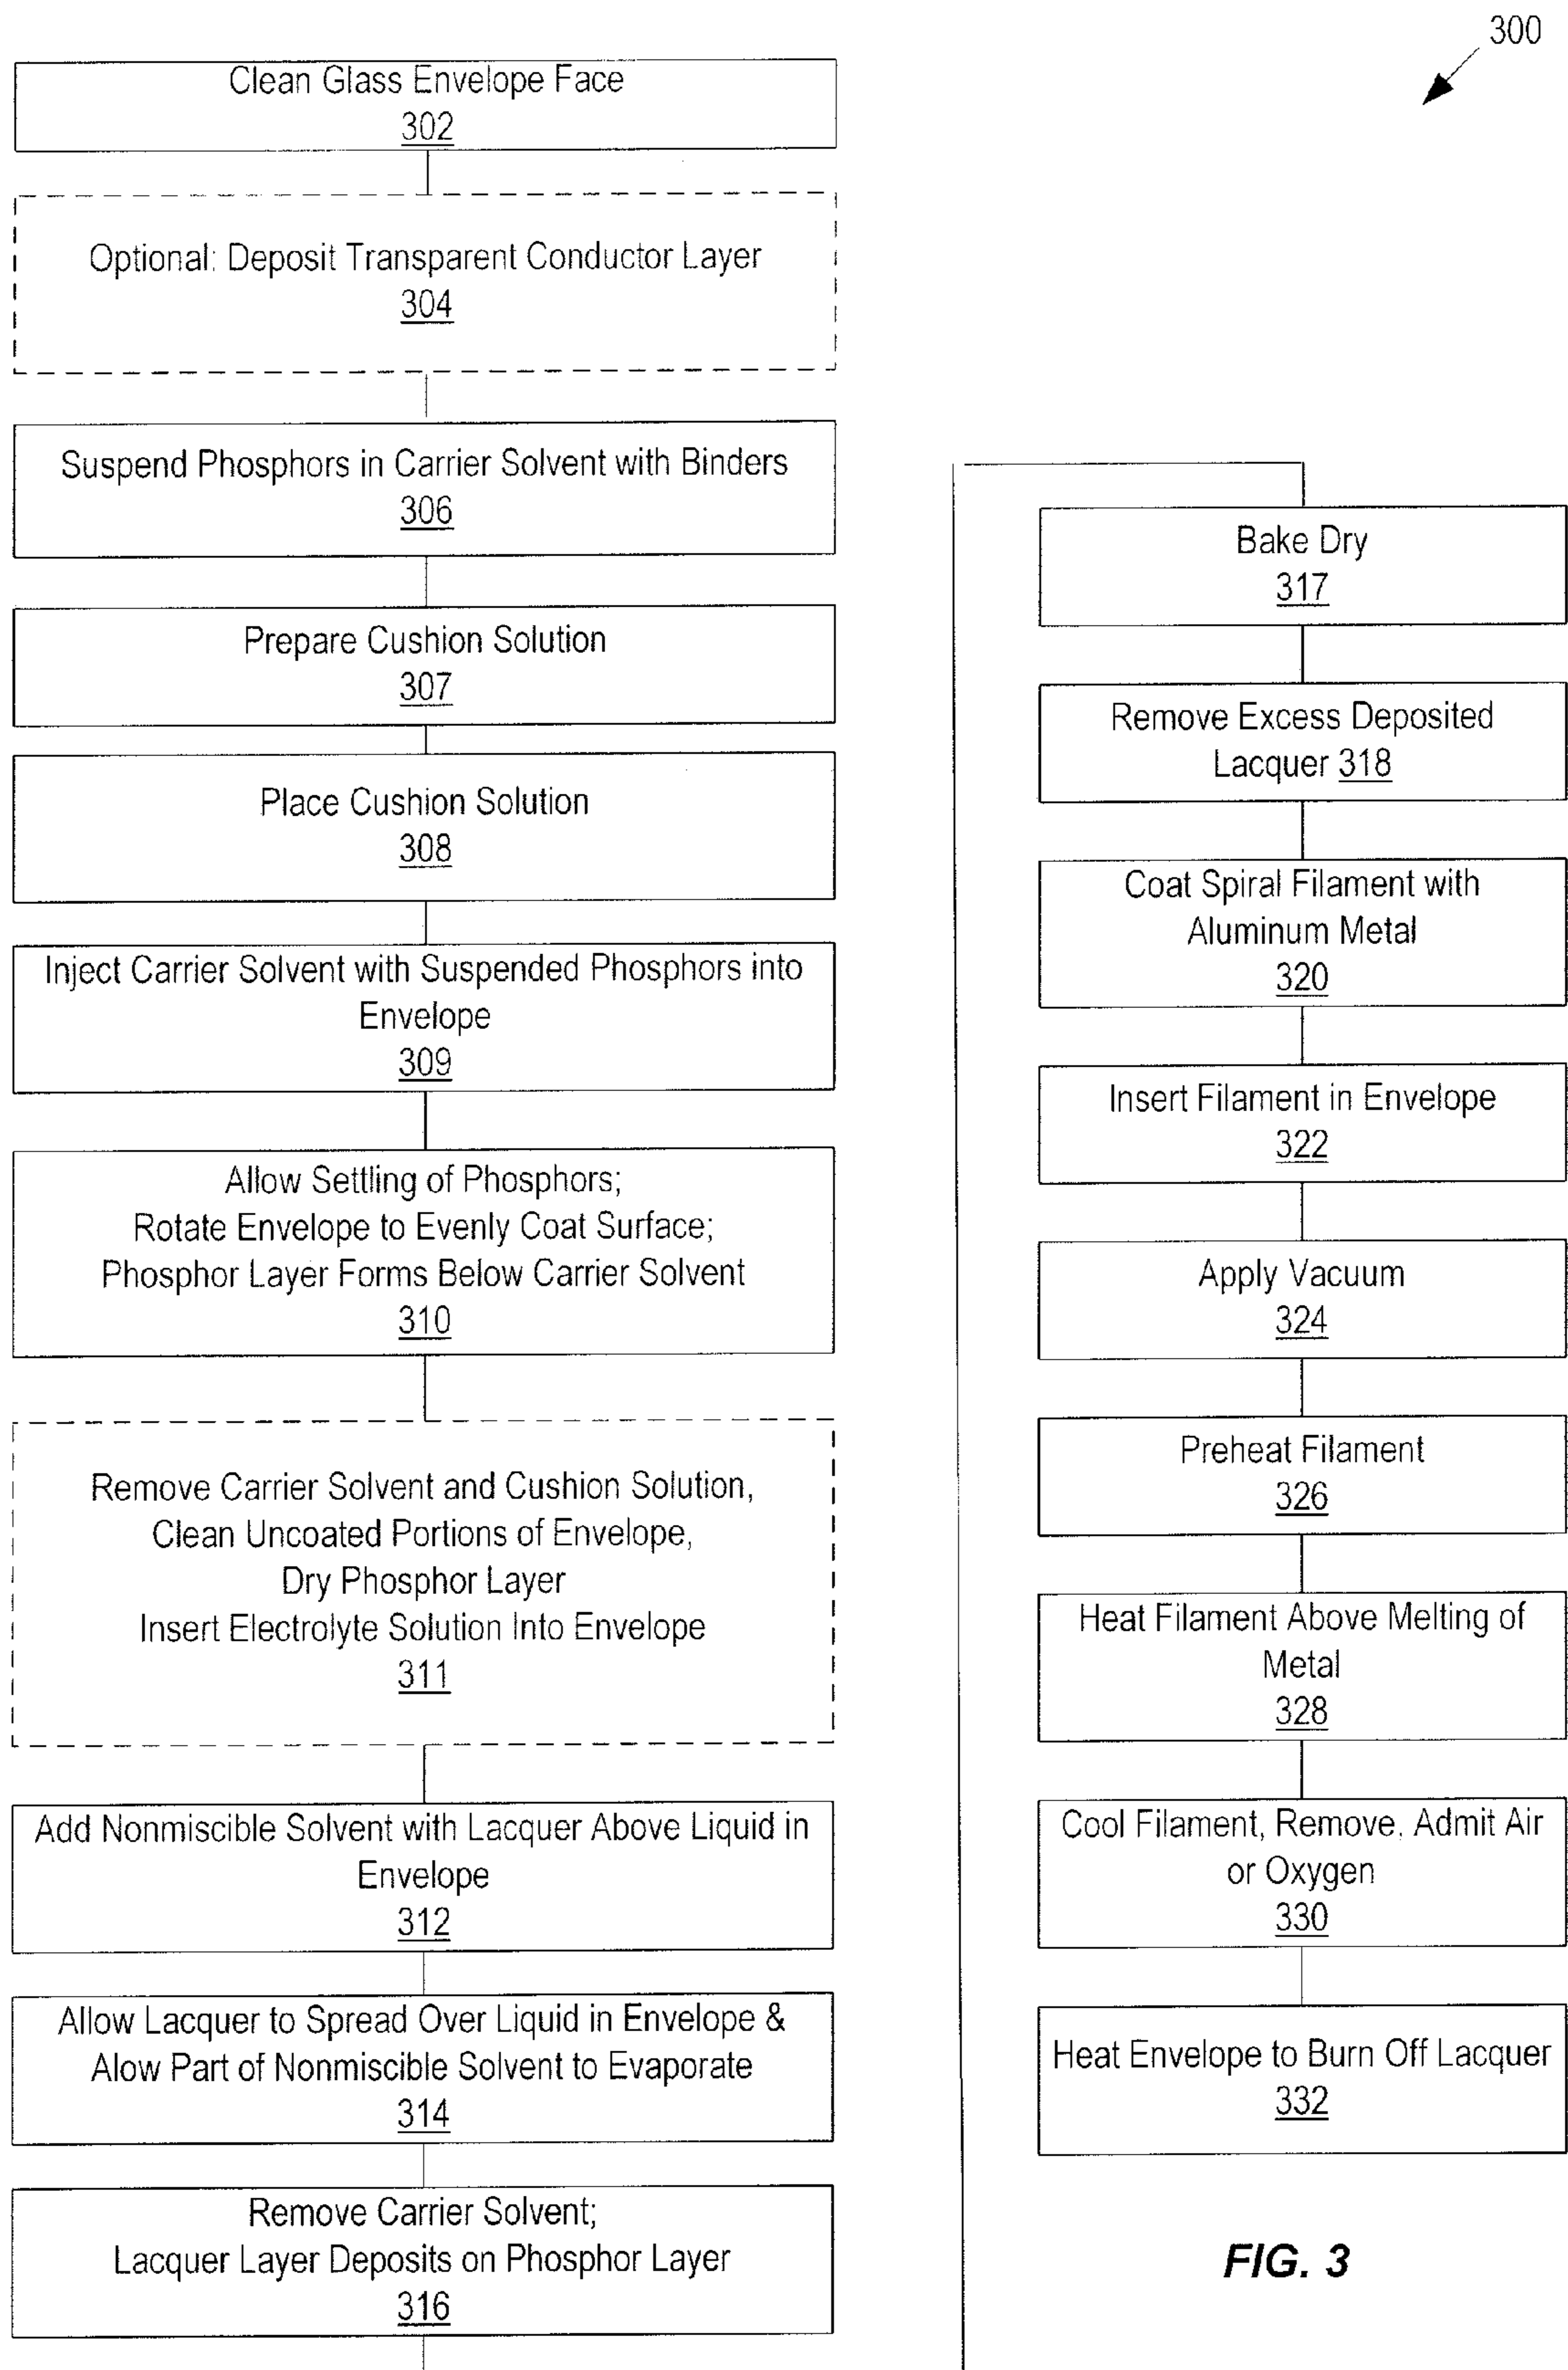 300
Clean Glass Envelope Face
302
Optional: Deposit Transparent Conductor Layer
304
Suspend Phosphors in Carrier Solvent with Binders
306
Prepare Cushion Solution
307
Place Cushion Solution
308
Inject Carrier Solvent with Suspended Phosphors into
Envelope
309
Allow Settling of Phosphors;
Rotate Envelope to Evenly Coat Surface;
Phosphor Layer Forms Below Carrier Solvent
310
Remove Carrier Solvent and Cushion Solution,
Clean Uncoated Portions of Envelope,
Dry Phosphor Layer
Insert Electrolyte Solution Into Envelope
311
Add Nonmiscible Solvent with Lacquer Above Liquid in
Envelope
312
Allow Lacquer to Spread Over Liquid in Envelope &
Alow Part of Nonmiscible Solvent to Evaporate
314
Remove Carrier Solvent;
Lacquer Layer Deposits on Phosphor Layer
316
Bake Dry
317
Remove Excess Deposited
Lacquer 318
Coat Spiral Filament with
Aluminum Metal
320
Insert Filament in Envelope
322
Apply Vacuum
324
Preheat Filament
326
Heat Filament Above Melting of
Metal
328
Cool Filament, Remove, Admit Air
or Oxygen
330
Heat Envelope to Burn Off Lacquer
332
FIG. 3